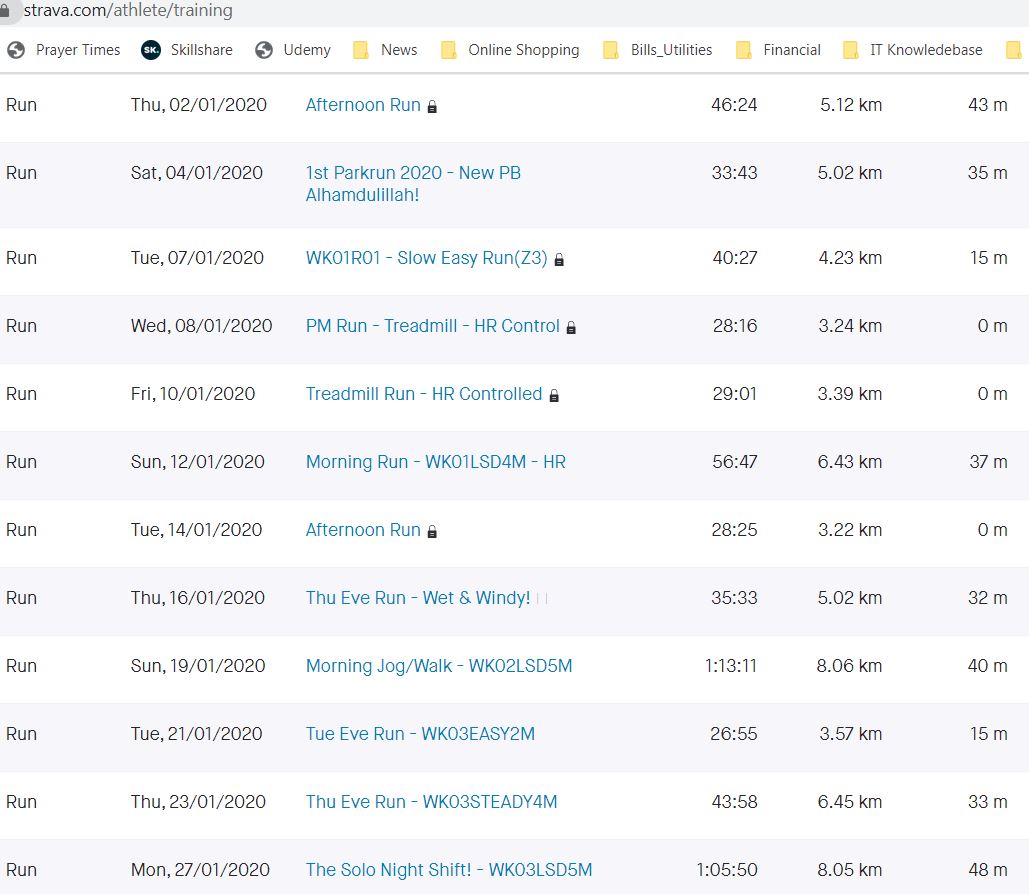 strava.com/athlete/training
Prayer Times SK. Skillshare Udemy News Online Shopping Bills_Utilities Financial IT Knowledebase
Run Thu, 02/01/2020 Afternoon Run 46:24 5.12 km 43 m
Run Sat, 04/01/2020 1st Parkrun 2020 - New PB 33:43 5.02 km 35 m
Alhamdulillah!
Run Tue, 07/01/2020 WK01R01 - Slow Easy Run(Z3) 40:27 4.23 km 15 m
Run Wed, 08/01/2020 PM Run - Treadmill - HR Control 28:16 3.24 km 0 m
Run Fri, 10/01/2020 Treadmill Run - HR Controlled 29:01 3.39 km 0 m
Run Sun, 12/01/2020 Morning Run - WK01LSD4M - HR 56:47 6.43 km 37 m
Run Tue, 14/01/2020 Afternoon Run 28:25 3.22 km 0 m
Run Thu, 16/01/2020 Thu Eve Run - Wet & Windy! 35:33 5.02 km 32 m
Run Sun, 19/01/2020 Morning Jog/Walk - WK02LSD5M 1:13:11 8.06 km 40 m
Run Tue, 21/01/2020 Tue Eve Run - WK03EASY2M 26:55 3.57 km 15 m
Run Thu, 23/01/2020 Thu Eve Run - WK03STEADY4M 43:58 6.45 km 33 m
Run Mon, 27/01/2020 The Solo Night Shift! - WK03LSD5M 1:05:50 8.05 km 48 m